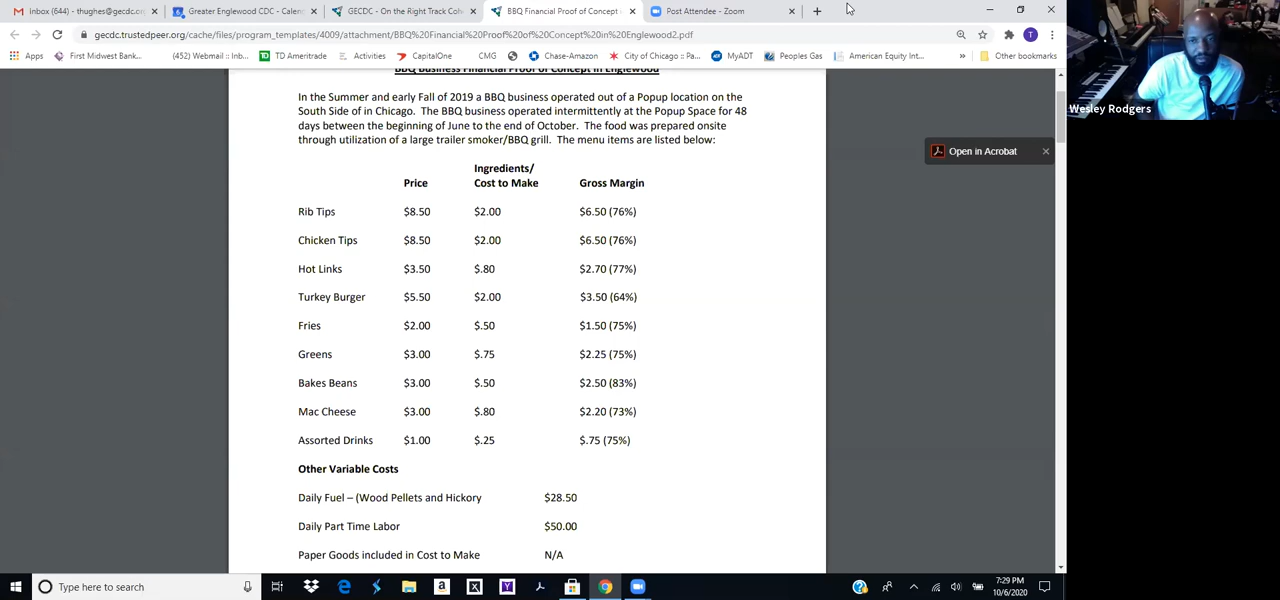 Inbox (644) - thughes@gecdc.or
Greater Englewood CDC - Calen
GECDC - On the Right Track Coh
BBQ Financial Proof of Concept
Post Attendee - Zoom
gecdc.trustedpeer.org/cache/files/program_templates/4009/attachment/BBQ%20Financial%20Proof%20of%20Concept%20in%20Englewood2.pdf
T
Apps
First Midwest Bank...
(452) Webmail :: Inb...
TD Ameritrade
Activities
CapitalOne
CMG
Chase-Amazon
City of Chicago :: Pa...
MyADT
Peoples Gas
American Equity Int...
»
Other bookmarks
BBQ Business Financial Proof of Concept in Englewood
In the Summer and early Fall of 2019 a BBQ business operated out of a Popup location on the
South Side of in Chicago. The BBQ business operated intermittently at the Popup Space for 48
days between the beginning of June to the end of October. The food was prepared onsite
through utilization of a large trailer smoker/BBQ grill. The menu items are listed below:
Ingredients/
Price Cost to Make Gross Margin
Rib Tips $8.50 $2.00 $6.50 (76%)
Chicken Tips $8.50 $2.00 $6.50 (76%)
Hot Links $3.50 $.80 $2.70 (77%)
Turkey Burger $5.50 $2.00 $3.50 (64%)
Fries $2.00 $.50 $1.50 (75%)
Greens $3.00 $.75 $2.25 (75%)
Bakes Beans $3.00 $.50 $2.50 (83%)
Mac Cheese $3.00 $.80 $2.20 (73%)
Assorted Drinks $1.00 $.25 $.75 (75%)
Other Variable Costs
Daily Fuel – (Wood Pellets and Hickory $28.50
Daily Part Time Labor $50.00
Paper Goods included in Cost to Make N/A
Open in Acrobat
Wesley Rodgers
Type here to search
7:29 PM
10/6/2020